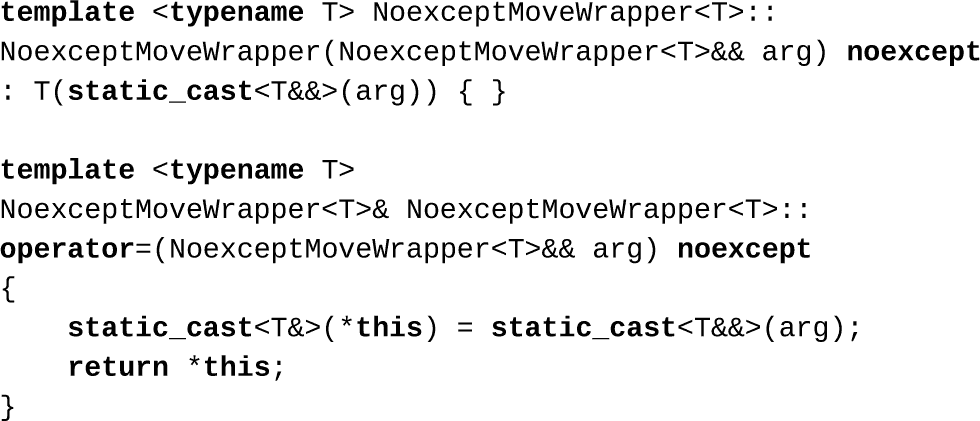 template <typename T> NoexceptMoveWrapper<T>::
NoexceptMoveWrapper(NoexceptMoveWrapper<T>&& arg) noexcept
: T(static_cast<T&&>(arg)) { }

template <typename T>
NoexceptMoveWrapper<T>& NoexceptMoveWrapper<T>::
operator=(NoexceptMoveWrapper<T>&& arg) noexcept
{
    static_cast<T&>(*this) = static_cast<T&&>(arg);
    return *this;
}